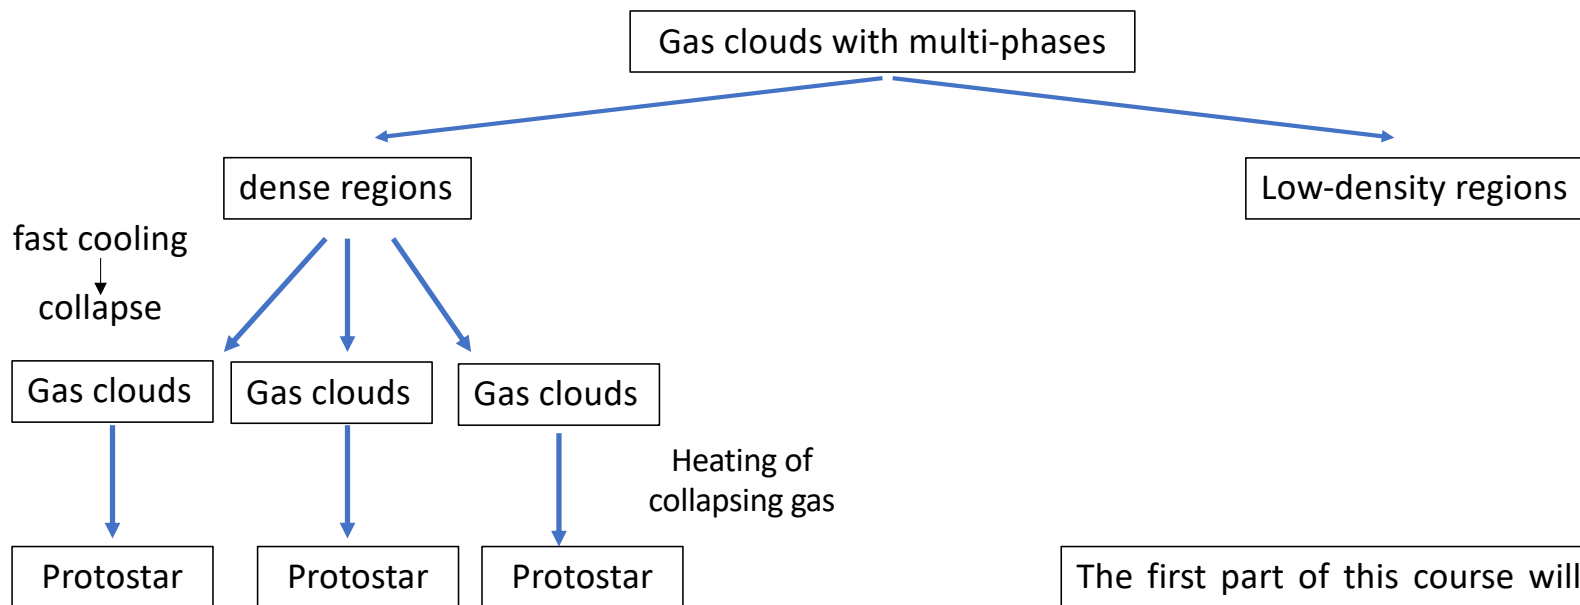 Gas clouds with multi-phases
dense regions
Low-density regions
fast cooling
collapse
Gas clouds
Gas clouds
Gas clouds
Heating of
collapsing gas
Protostar
Protostar
Protostar
The first part of this course will